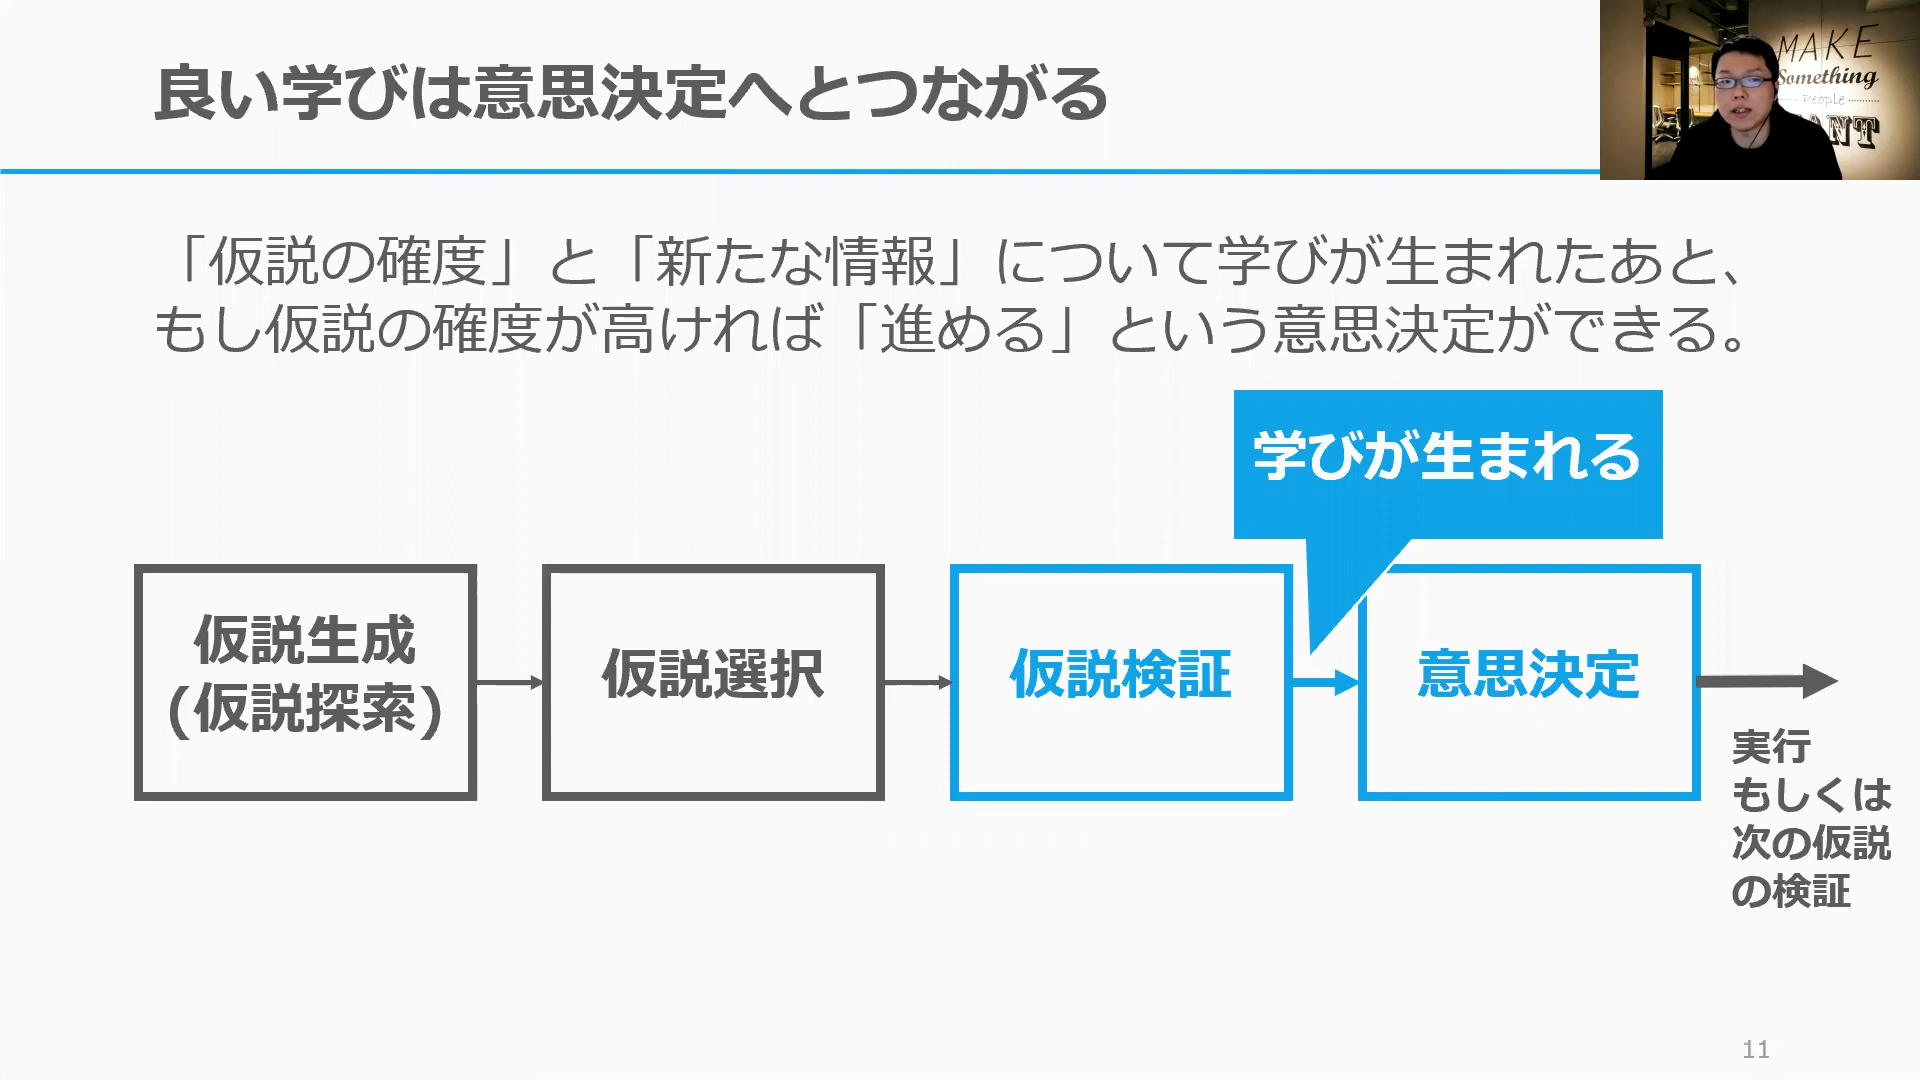 良い学びは意思決定へとつながる
MAKE
Something
People
「仮説の確度」と「新たな情報」について学びが生まれたあと、
もし仮説の確度が高ければ「進める」という意思決定ができる。
学びが生まれる
仮説生成
(仮説探索)
仮説選択
仮説検証
意思決定
実行
もしくは
次の仮説
の検証
11